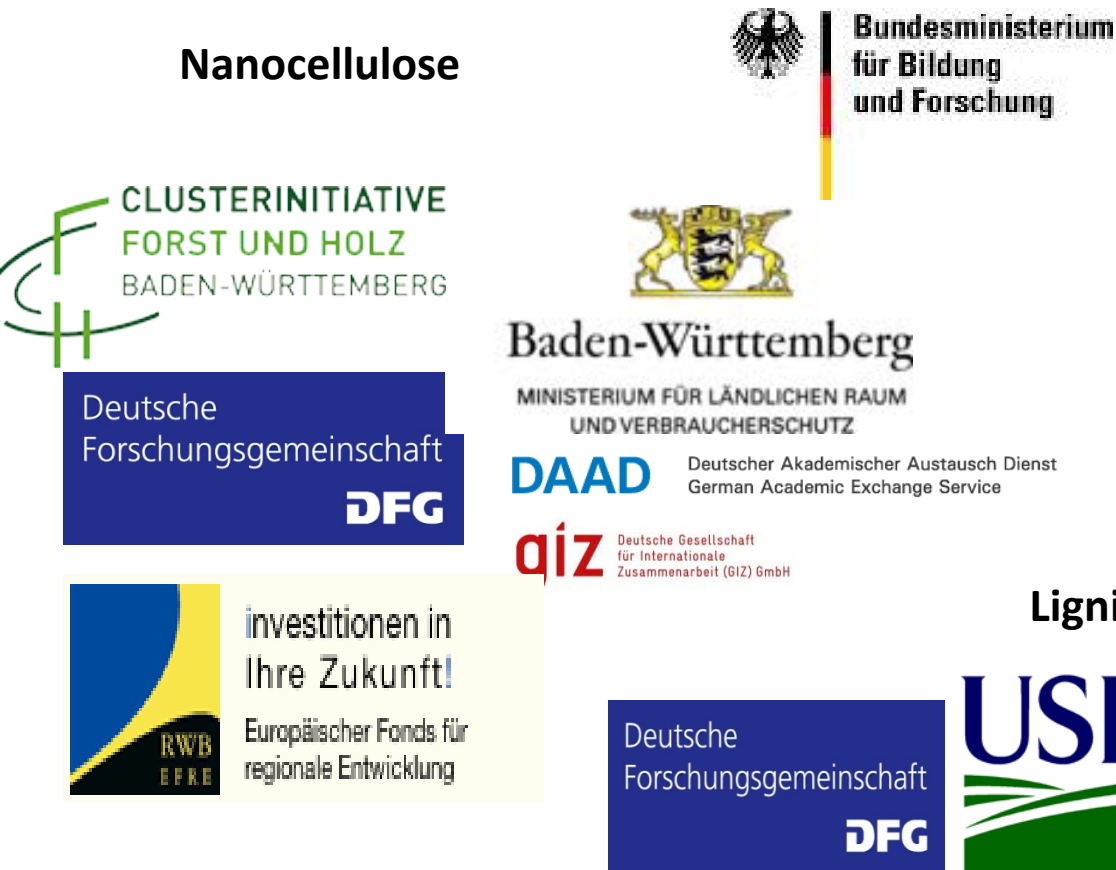 Nanocellulose
Bundesministerium
für Bildung
und Forschung
CLUSTERINITIATIVE
FORST UND HOLZ
BADEN-WÜRTTEMBERG
Baden-Württemberg
MINISTERIUM FÜR LÄNDLICHEN RAUM
UND VERBRAUCHERSCHUTZ
Deutsche
Forschungsgemeinschaft
DFG
DAAD
Deutscher Akademischer Austausch Dienst
German Academic Exchange Service
giz
Deutsche Gesellschaft
für Internationale
Zusammenarbeit (GIZ) GmbH
investitionen in
Ihre Zukunft!
Europäischer Fonds für
regionale Entwicklung
RWB
EFRE
Deutsche
Forschungsgemeinschaft
DFG